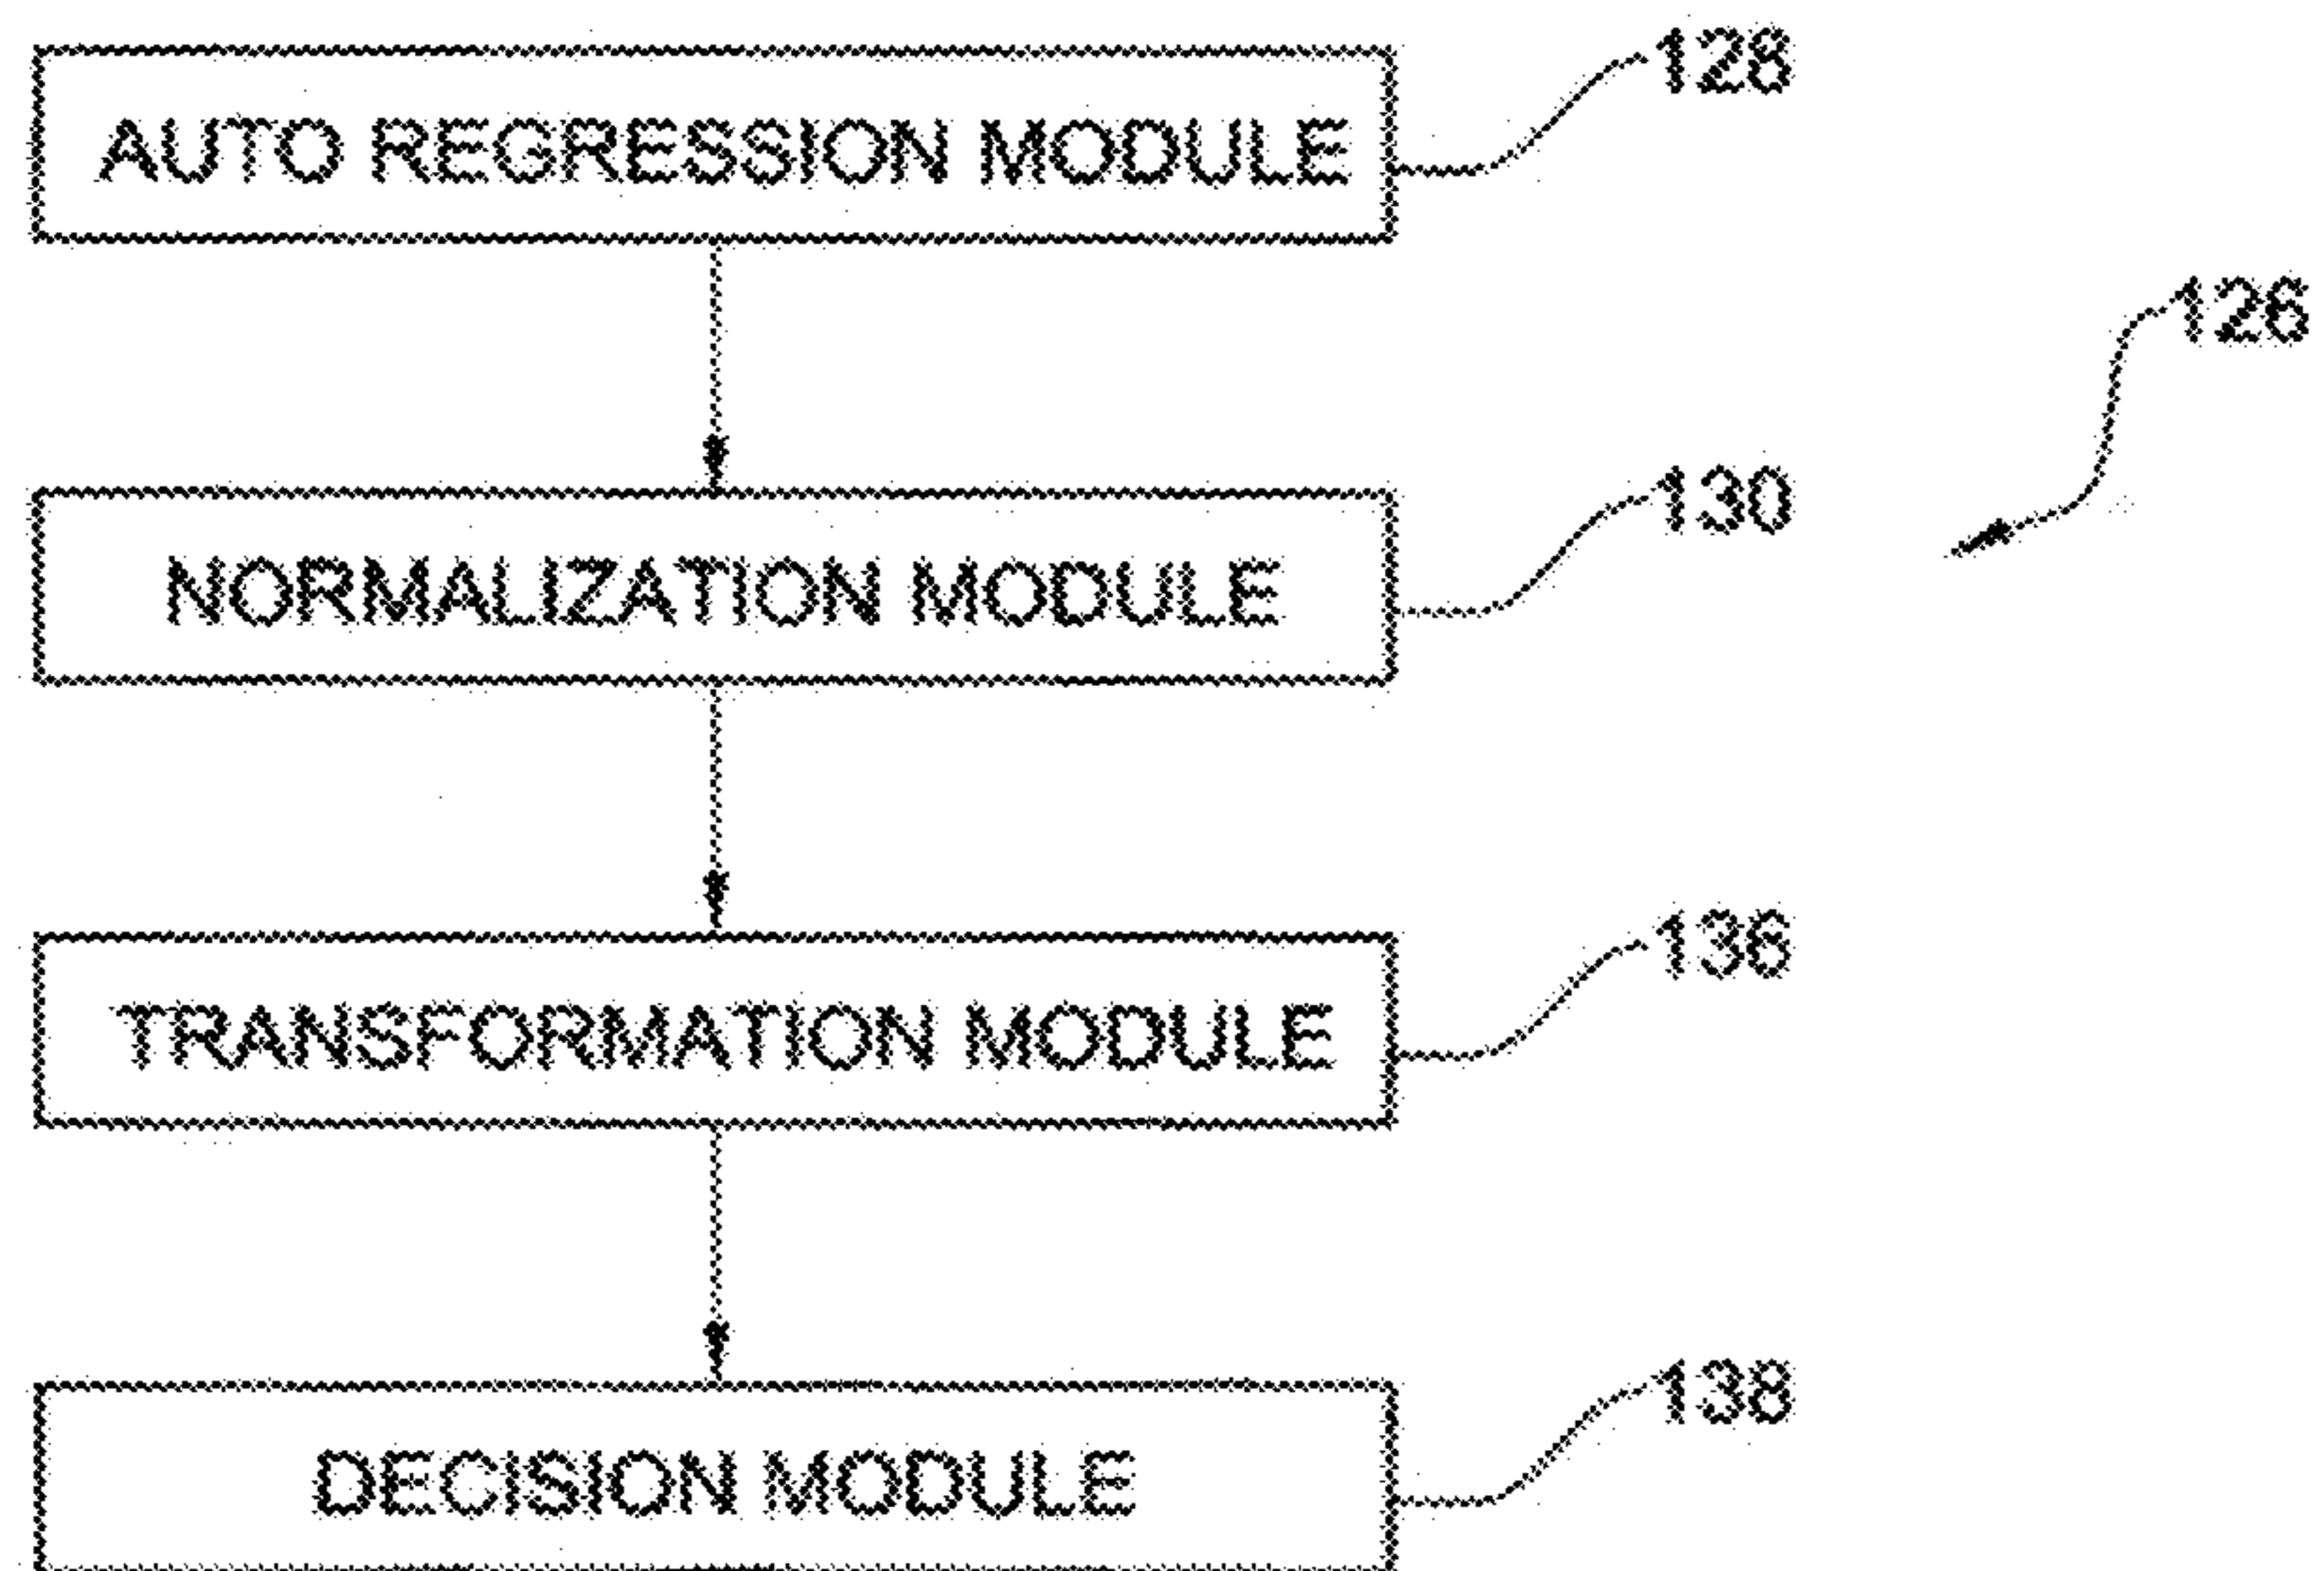 128
AUTO REGRESSION MODULE
126
130
NORMALIZATION MODULE
136
TRANSFORMATION MODULE
138
DECISION MODULE